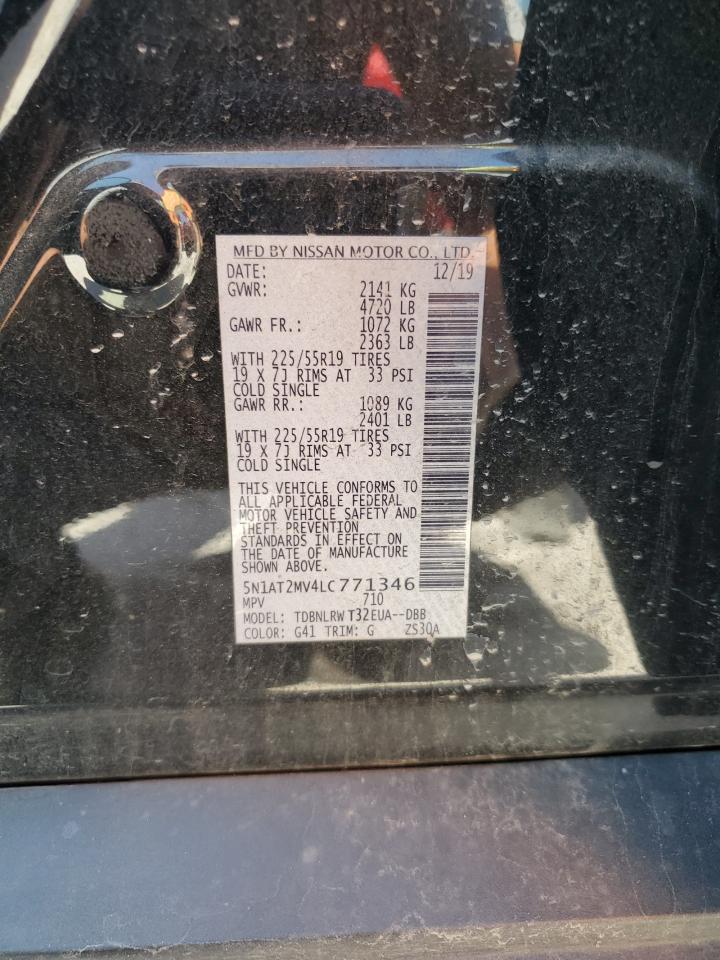 MFD BY NISSAN MOTOR CO., LTD.
DATE: 12/19
GVWR: 2141 KG
4720 LB
GAWR FR.: 1072 KG
2363 LB
WITH 225/55R19 TIRES
19 X 7J RIMS AT 33 PSI
COLD SINGLE
GAWR RR.: 1089 KG
2401 LB
WITH 225/55R19 TIRES
19 X 7J RIMS AT 33 PSI
COLD SINGLE
THIS VEHICLE CONFORMS TO
ALL APPLICABLE FEDERAL
MOTOR VEHICLE SAFETY AND
THEFT PREVENTION
STANDARDS IN EFFECT ON
THE DATE OF MANUFACTURE
SHOWN ABOVE.
5N1AT2MV4LC771346
MPV 710
MODEL: TDBNLRW T32EUA--DBB
COLOR: G41 TRIM: G ZS30A